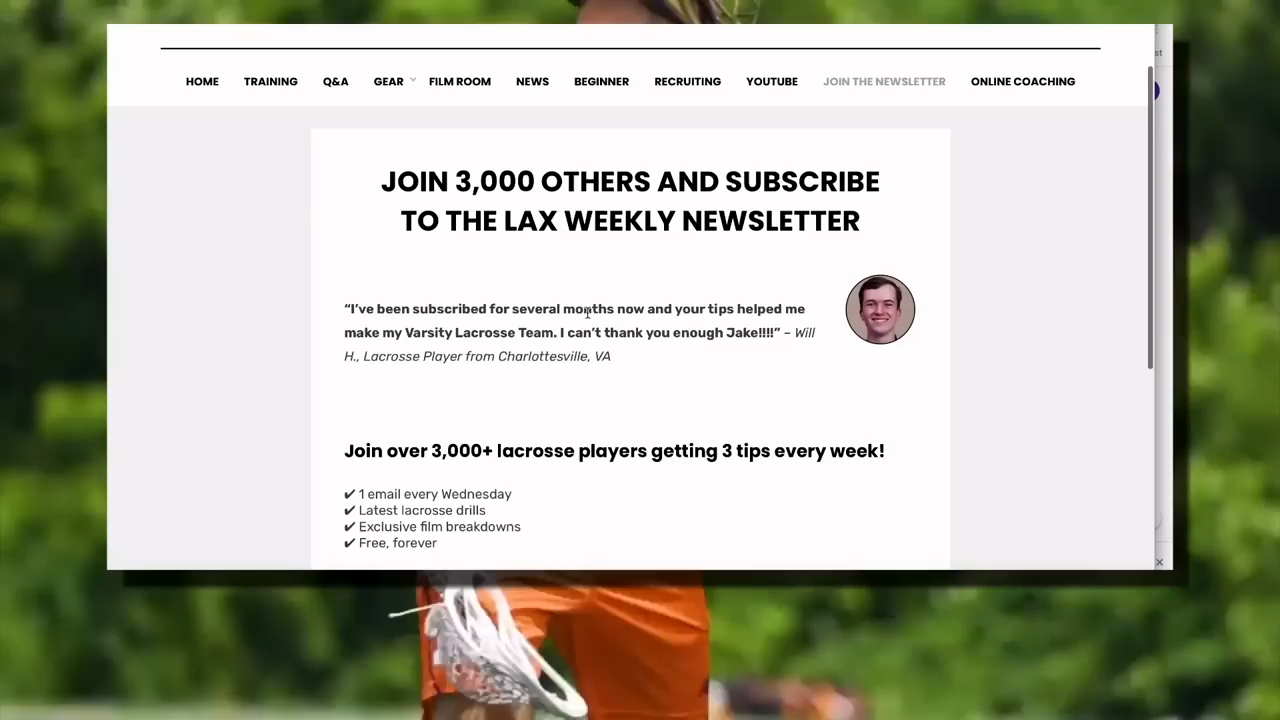 HOME TRAINING Q&A GEAR FILM ROOM NEWS BEGINNER RECRUITING YOUTUBE JOIN THE NEWSLETTER ONLINE COACHING
JOIN 3,000 OTHERS AND SUBSCRIBE
TO THE LAX WEEKLY NEWSLETTER
“I’ve been subscribed for several months now and your tips helped me
make my Varsity Lacrosse Team. I can’t thank you enough Jake!!!!” – Will
H., Lacrosse Player from Charlottesville, VA
Join over 3,000+ lacrosse players getting 3 tips every week!
✔ 1 email every Wednesday
✔ Latest lacrosse drills
✔ Exclusive film breakdowns
✔ Free, forever